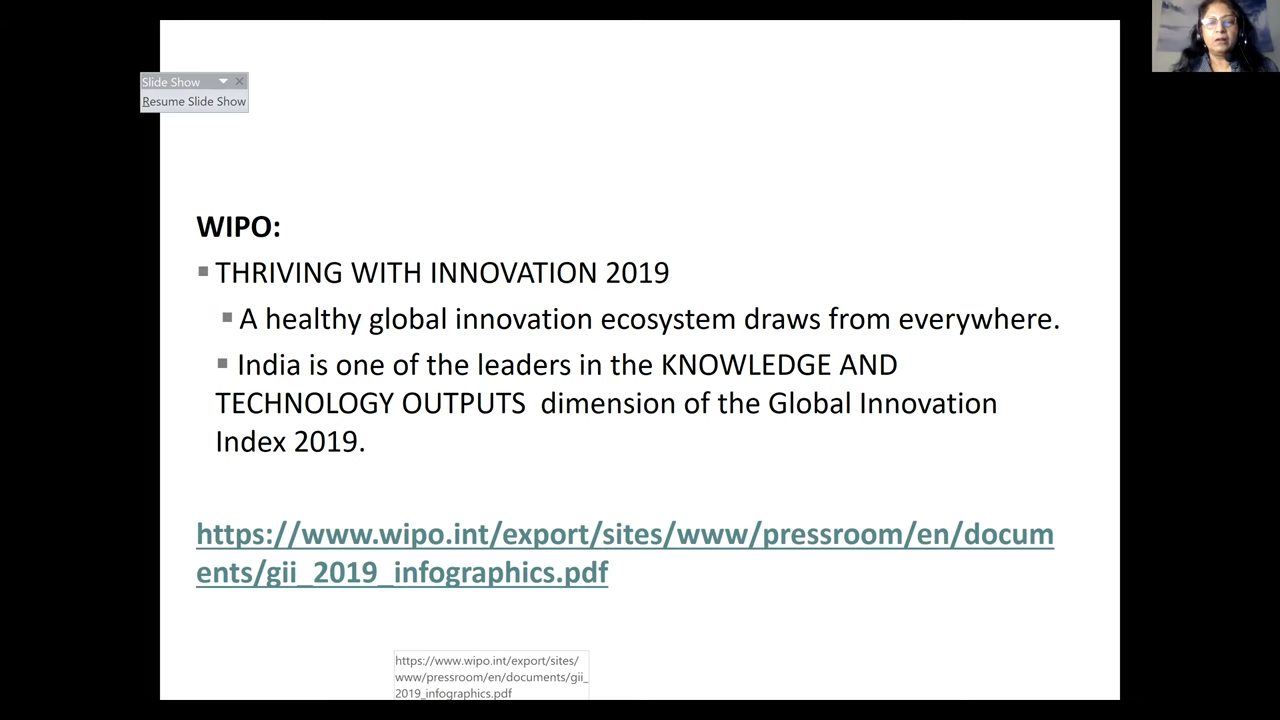 Slide Show
Resume Slide Show
WIPO:
▪ THRIVING WITH INNOVATION 2019
▪ A healthy global innovation ecosystem draws from everywhere.
▪ India is one of the leaders in the KNOWLEDGE AND
TECHNOLOGY OUTPUTS dimension of the Global Innovation
Index 2019.
https://www.wipo.int/export/sites/www/pressroom/en/docum
ents/gii_2019_infographics.pdf
https://www.wipo.int/export/sites/
www/pressroom/en/documents/gii_
2019_infographics.pdf